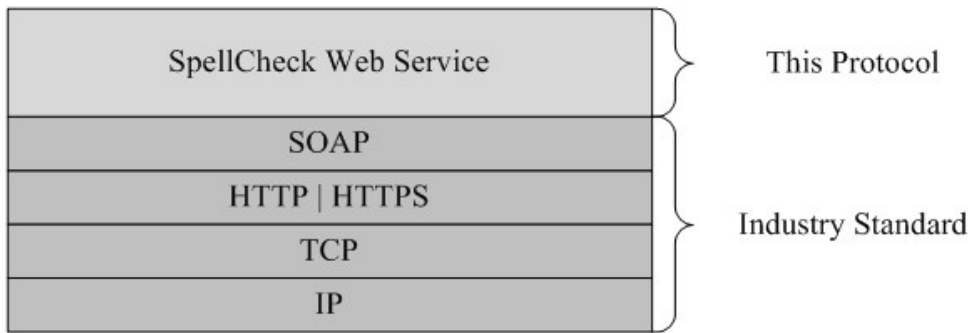 SpellCheck Web Service
This Protocol
SOAP
HTTP | HTTPS
TCP
IP
Industry Standard